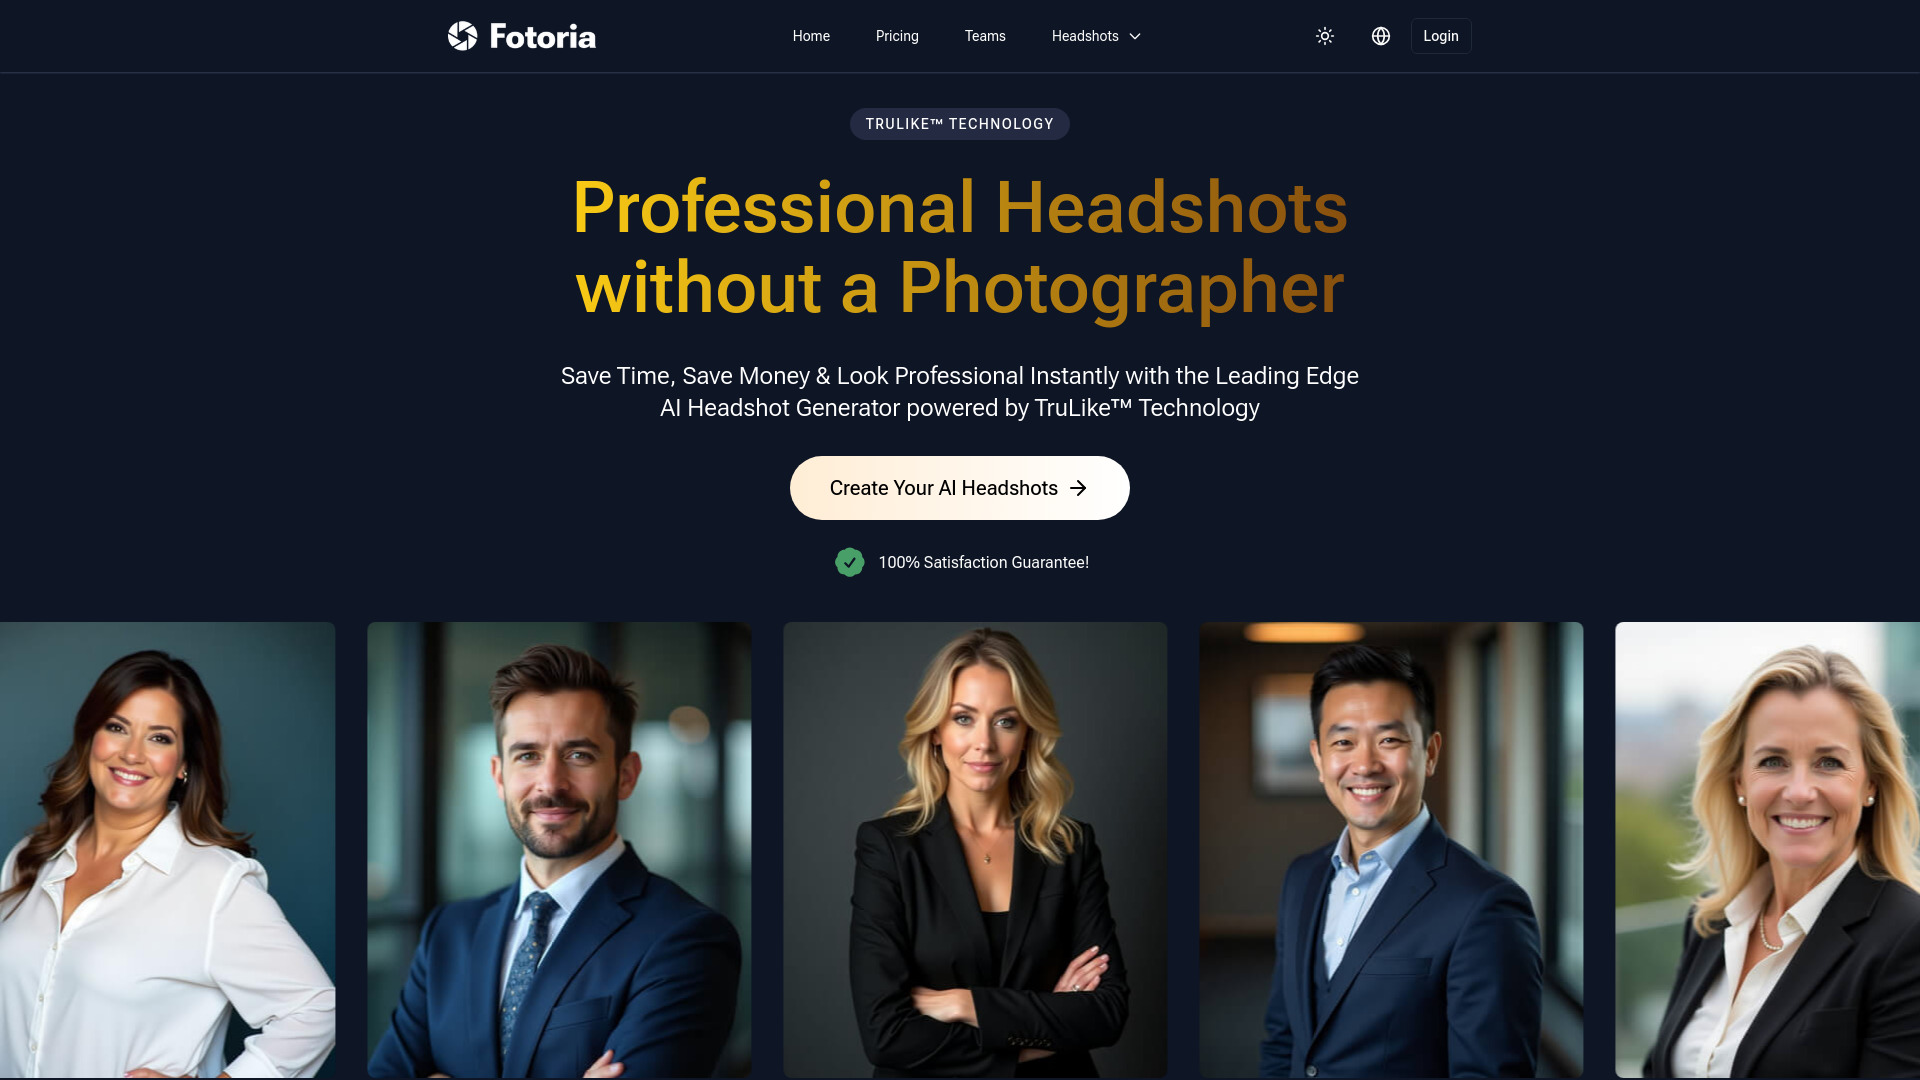 Fotoria
Home
Pricing
Teams
Headshots
Login
TRULIKE™ TECHNOLOGY
Professional Headshots
without a Photographer
Save Time, Save Money & Look Professional Instantly with the Leading Edge
AI Headshot Generator powered by TruLike™ Technology
Create Your AI Headshots
100% Satisfaction Guarantee!